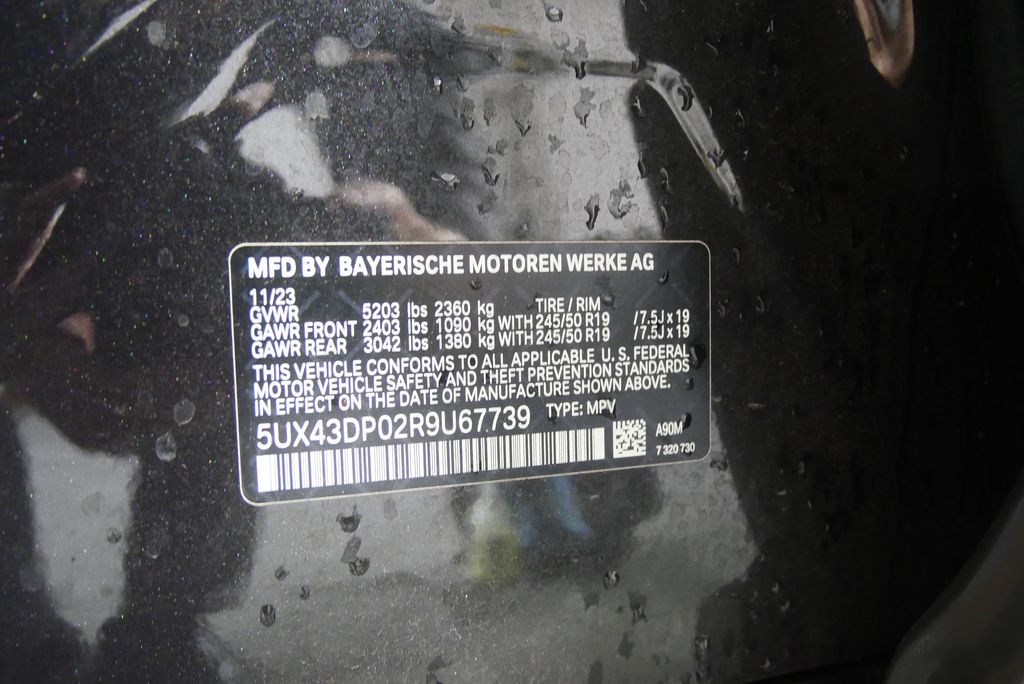 MFD BY BAYERISCHE MOTOREN WERKE AG
11/23
GVWR 5203 lbs 2360 kg TIRE / RIM
GAWR FRONT 2403 lbs 1090 kg WITH 245/50 R19 /7.5J x 19
GAWR REAR 3042 lbs 1380 kg WITH 245/50 R19 /7.5J x 19
THIS VEHICLE CONFORMS TO ALL APPLICABLE U. S. FEDERAL
MOTOR VEHICLE SAFETY AND THEFT PREVENTION STANDARDS
IN EFFECT ON THE DATE OF MANUFACTURE SHOWN ABOVE.
5UX43DP02R9U67739 TYPE: MPV
A90M
7 320 730